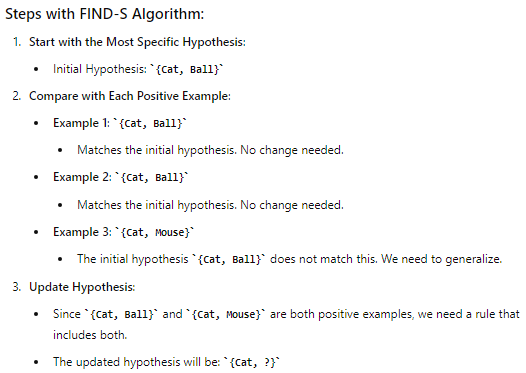 Steps with FIND-S Algorithm:
1. Start with the Most Specific Hypothesis:
• Initial Hypothesis: `{Cat, Ball}`
2. Compare with Each Positive Example:
• Example 1: `{Cat, Ball}`
• Matches the initial hypothesis. No change needed.
• Example 2: `{Cat, Ball}`
• Matches the initial hypothesis. No change needed.
• Example 3: `{Cat, Mouse}`
• The initial hypothesis `{Cat, Ball}` does not match this. We need to generalize.
3. Update Hypothesis:
• Since `{Cat, Ball}` and `{Cat, Mouse}` are both positive examples, we need a rule that
includes both.
• The updated hypothesis will be: `{Cat, ?}`